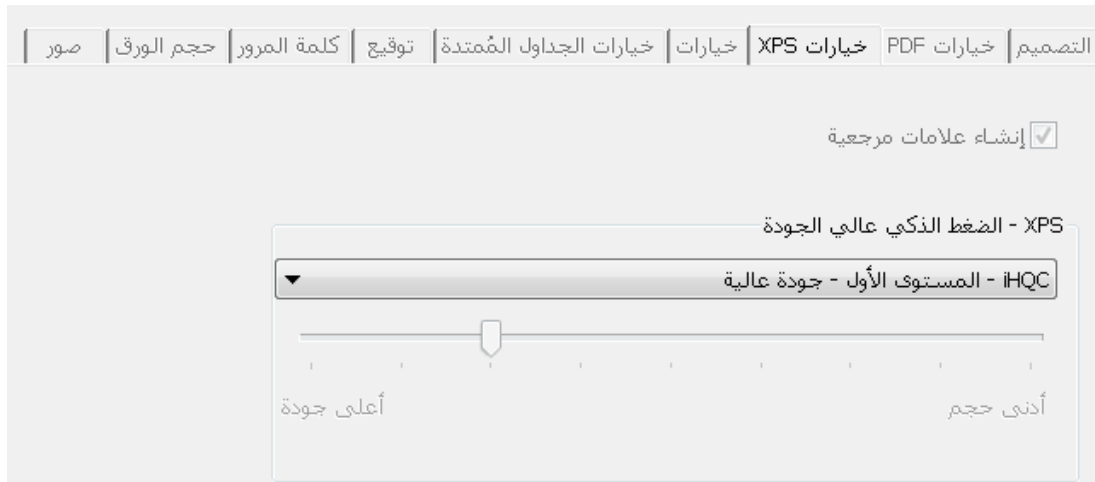 التصميم خيارات PDF خيارات XPS خيارات خيارات الجداول المُمتدة توقيع كلمة المرور حجم الورق صور
إنشاء علامات مرجعية
XPS - الضغط الذكي عالي الجودة
iHQC - المستوى الأول - جودة عالية
أدنى حجم أعلى جودة